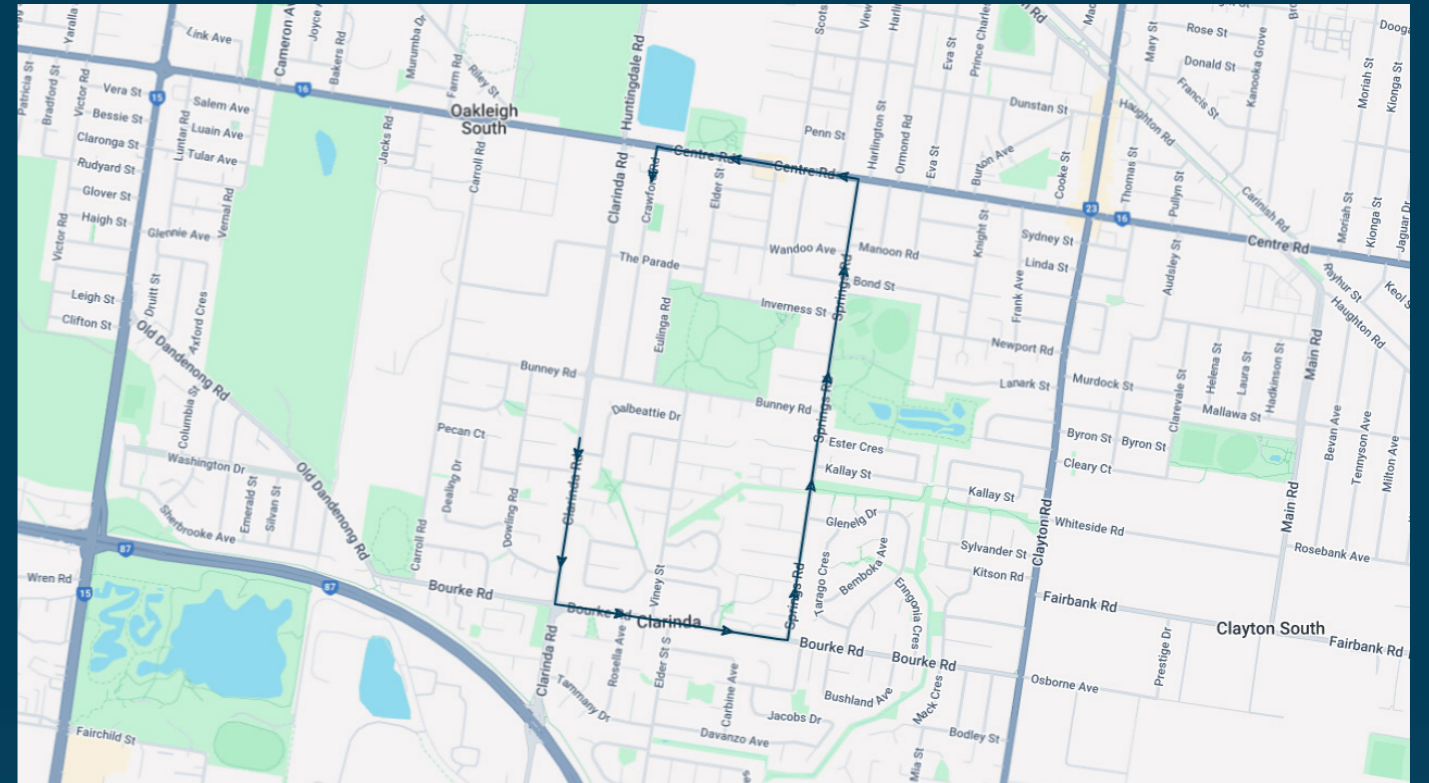 Link Ave
Yaralla
Cameron Av
Joyce
Bakers Rd
Murumba Dr
Farm Rd
Riley St
Huntingdale Rd
Scots
View
Harli
Eva St
Prince Charles
n Rd
Mac
Mary St
Rose St
Donald St
Francis St
Kanooka Grove
Bro
Dooga
Moriah St
Klonga St
Patricia St
Bradford St
Victor Rd
Vera St
15
16
Salem Ave
Bessie St
Luntar Rd
Luain Ave
Claronga St
Tular Ave
Rudyard St
Glover St
Haigh St
Vernal Rd
Glennie Ave
Victor Rd
Jacks Rd
Oakleigh
South
Carroll Rd
Clarinda Rd
Crawford Rd
Centre Rd
Centre Rd
Elder St
Penn St
Harlington St
Ormond Rd
Eva St
Burton Ave
Dunstan St
Cooke St
Haughton Rd
Thomas St
Pullyn St
Carinish Rd
23
16
Centre Rd
Moriah St
Klonga St
Jaguar Dr
The Parade
Wandoo Ave
Manoon Rd
Knight St
Sydney St
Linda St
Audsley St
Rayhur St
Haughton Rd
Keol S
Leigh St
Clifton St
Druitt St
Axford Cres
Old Dandenong Rd
Eulinga Rd
Inverness St
Springs Rd
Bond St
Frank Ave
Newport Rd
Main Rd
Bunney Rd
Dalbeattie Dr
Bunney Rd
Springs Rd
Lanark St
Murdock St
Clarevale St
Helena St
Laura St
Hadkinson St
Mallawa St
Columbia St
Washington Dr
Pecan Ct
Ester Cres
Kallay St
Byron St
Byron St
Cleary Ct
Bevan Ave
Tennyson Ave
Milton Ave
Emerald St
Silvan St
Sherbrooke Ave
Old Dandenong Rd
Dealing Dr
Dowling Rd
Clarinda Rd
Carroll Rd
Kallay St
Glenelg Dr
Clayton Rd
Whiteside Rd
Main Rd
Rosebank Ave
87
87
Wren Rd
15
Bourke Rd
Bourke Rd
Viney St
Clarinda
Springs Rd
Tarago Cres
Bemboka Ave
Enngonia Cres
Sylvander St
Kitson Rd
Fairbank Rd
Clayton South
Fairbank Rd
Clarinda Rd
Rosella Ave
Elder St S
Bourke Rd
Bourke Rd
Osborne Ave
Prestige Dr
Tammany Dr
Carbine Ave
Jacobs Dr
Bushland Ave
Mack Cres
Davanzo Ave
Bodley St
Mia St
Fairchild St